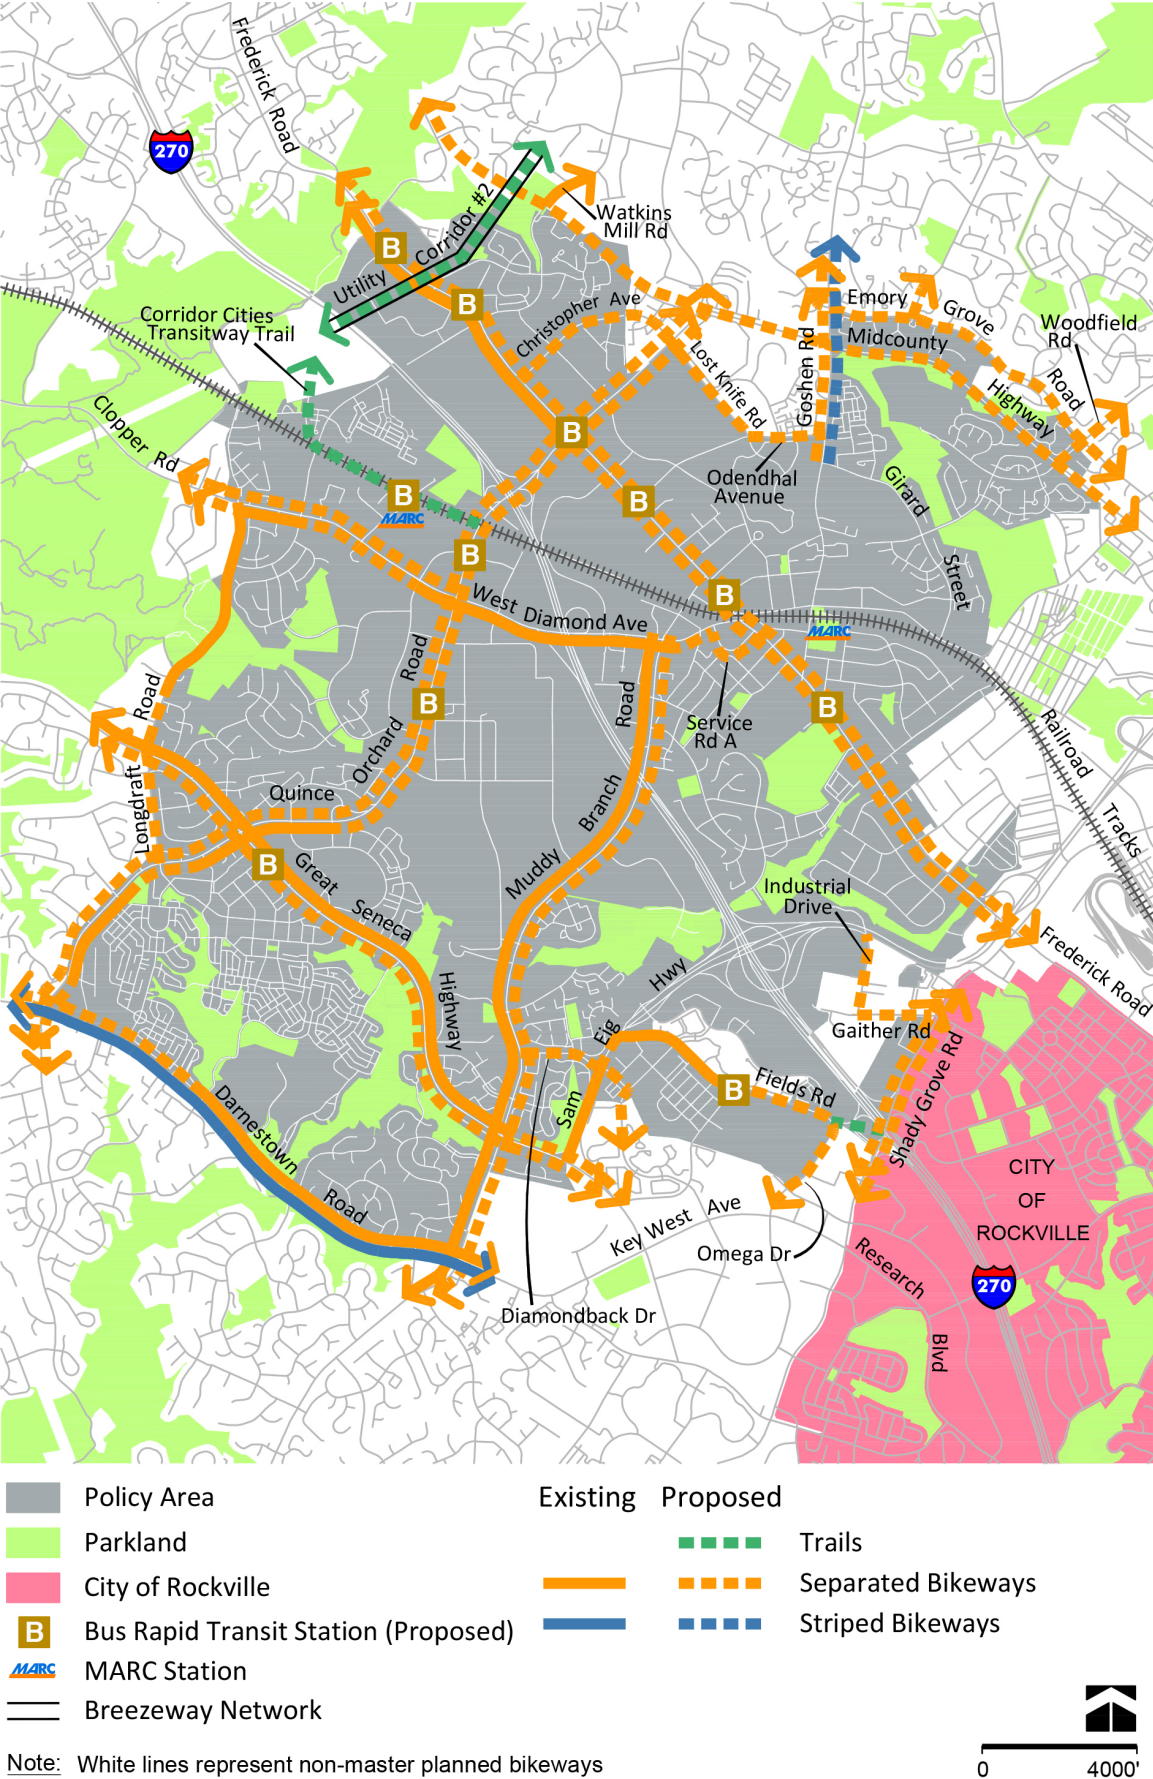 Frederick Road
270
Utility Corridor #2
Watkins
Mill Rd
B
B
Corridor Cities
Transitway Trail
Christopher Ave
Emory Grove Road
Midcounty Highway
Woodfield
Rd
Goshen Rd
Lost Knife Rd
Clopper Rd
B
Odendhal
Avenue
Girard Street
B
MARC
B
B
B
West Diamond Ave
MARC
Longdraft Road
Quince Orchard Road
B
Muddy Branch Road
Service
Rd A
B
Railroad Tracks
B
Great Seneca Highway
Industrial
Drive
Frederick Road
Sam Eig Hwy
Gaither Rd
B
Fields Rd
Shady Grove Rd
Darnestown Road
CITY
OF
ROCKVILLE
Key West Ave
Omega Dr
Research Blvd
270
Diamondback Dr
Policy Area
Parkland
City of Rockville
B Bus Rapid Transit Station (Proposed)
MARC MARC Station
Breezeway Network
Existing Proposed
Trails
Separated Bikeways
Striped Bikeways
Note: White lines represent non-master planned bikeways
0 4000'